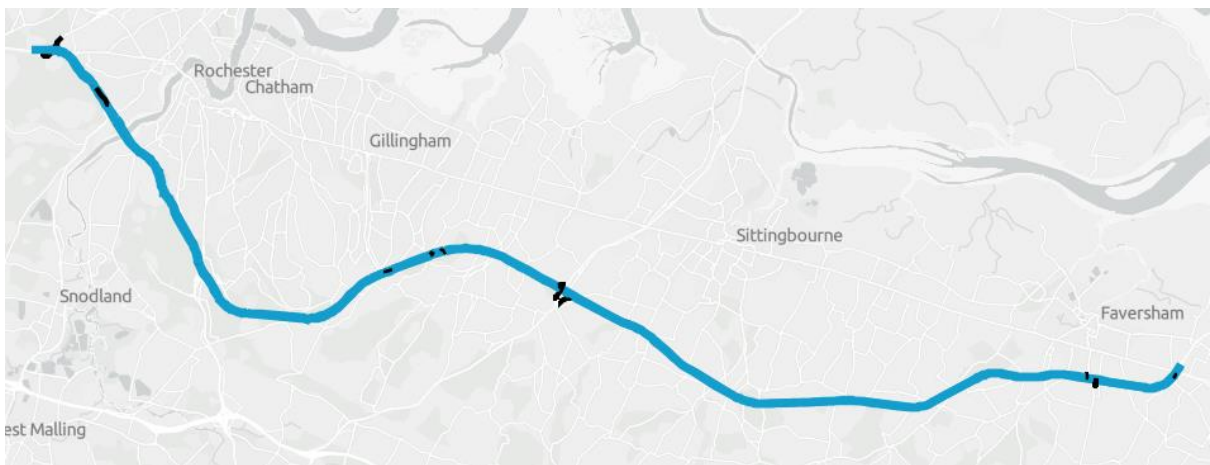 Rochester
Chatham
Gillingham
Sittingbourne
Snodland
Faversham
est Malling